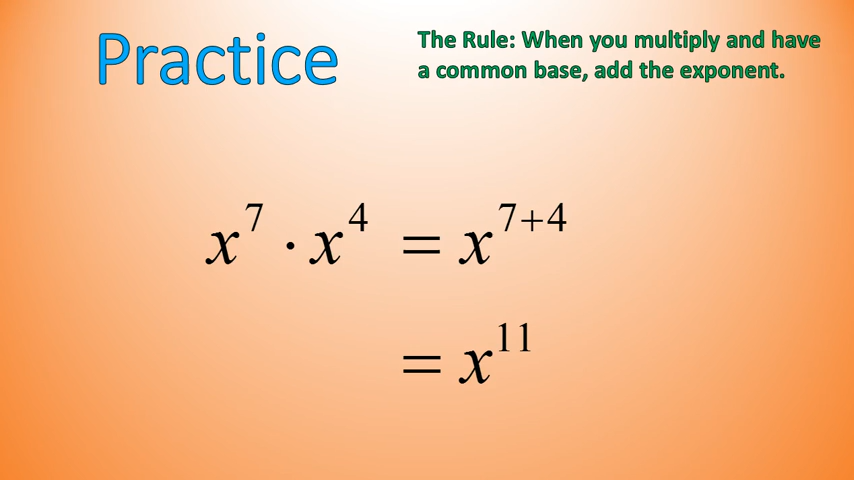 Practice
The Rule: When you multiply and have
a common base, add the exponent.
x⁷ · x⁴ = x⁷⁺⁴
= x¹¹